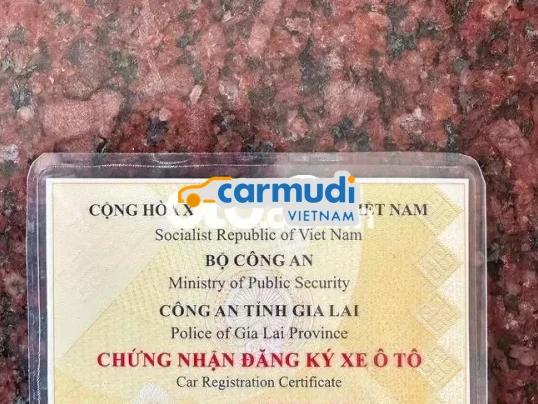 CỘNG HÒA X IỆT NAM
carmudi
VIETNAM
Socialist Republic of Viet Nam
BỘ CÔNG AN
Ministry of Public Security
CÔNG AN TỈNH GIA LAI
Police of Gia Lai Province
CHỨNG NHẬN ĐĂNG KÝ XE Ô TÔ
Car Registration Certificate